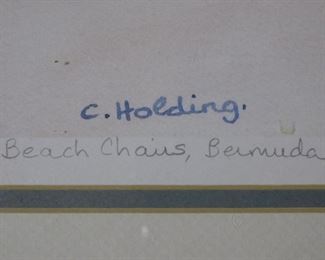 C. Holding.
Beach Chairs, Bermuda